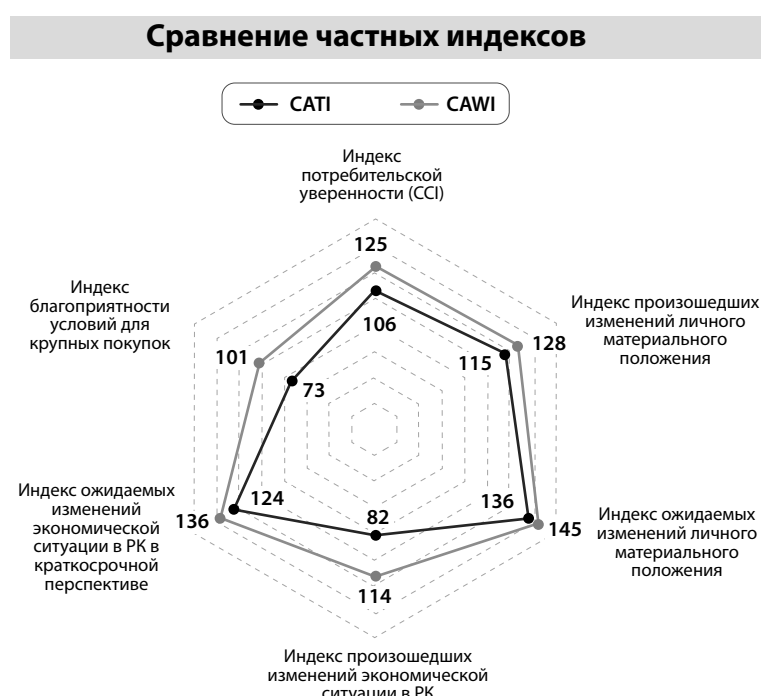 Сравнение частных индексов
CATI
CAWI
Индекс
потребительской
уверенности (CCI)
125
106
Индекс произошедших
изменений личного
материального
положения
128
115
Индекс ожидаемых
изменений личного
материального
положения
136
145
Индекс произошедших
изменений экономической
ситуации в РК
82
114
Индекс ожидаемых
изменений
экономической
ситуации в РК в
краткосрочной
перспективе
124
136
Индекс
благоприятности
условий для
крупных покупок
101
73